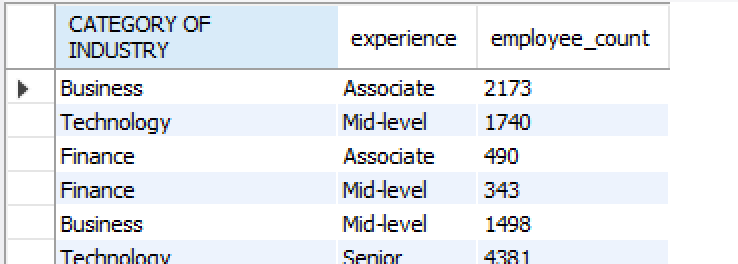 CATEGORY OF
INDUSTRY experience employee_count
Business Associate 2173
Technology Mid-level 1740
Finance Associate 490
Finance Mid-level 343
Business Mid-level 1498
Technology Senior 4381